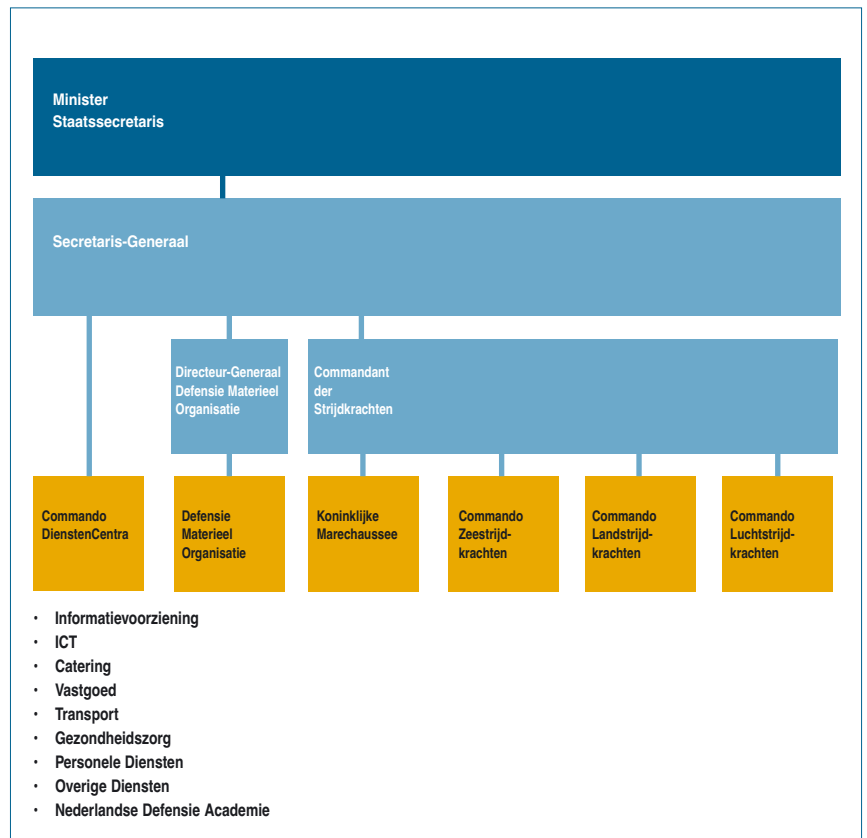 Minister
Staatssecretaris
Secretaris-Generaal
Directeur-Generaal
Defensie Materieel
Organisatie
Commandant
der
Strijdkrachten
Commando
DienstenCentra
Defensie
Materieel
Organisatie
Koninklijke
Marechaussee
Commando
Zeestrijd-
krachten
Commando
Landstrijd-
krachten
Commando
Luchtstrijd-
krachten
• Informatievoorziening
• ICT
• Catering
• Vastgoed
• Transport
• Gezondheidszorg
• Personele Diensten
• Overige Diensten
• Nederlandse Defensie Academie